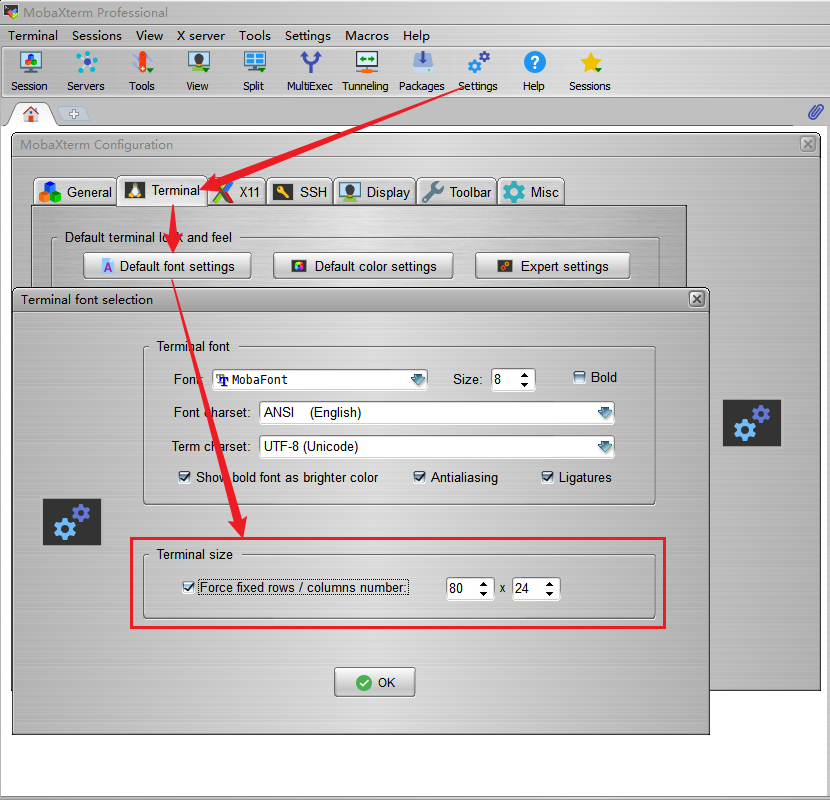 MobaXterm Professional
Terminal Sessions View X server Tools Settings Macros Help
Session Servers Tools View Split MultiExec Tunneling Packages Settings Help Sessions
MobaXterm Configuration
General Terminal X11 SSH Display Toolbar Misc
Default terminal look and feel
Default font settings Default color settings Expert settings
Terminal font selection
Terminal font
Font: MobaFont Size: 8 Bold
Font charset: ANSI (English)
Term charset: UTF-8 (Unicode)
Show bold font as brighter color Antialiasing Ligatures
Terminal size
Force fixed rows / columns number: 80 x 24
OK